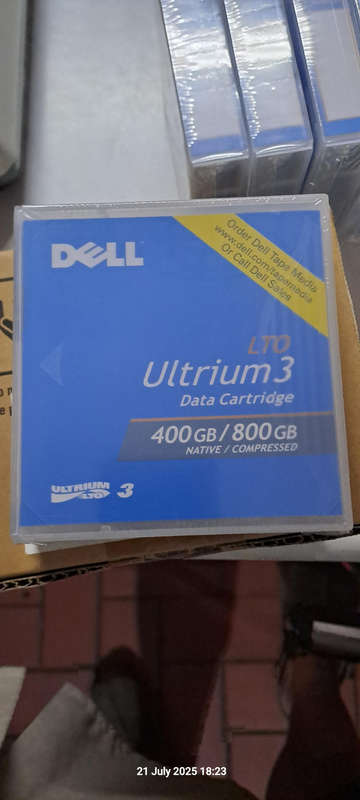 Order Dell Tape Media
www.dell.com/tapemedia
Or Call Dell Sales
DELL
LTO
Ultrium 3
Data Cartridge
400 GB / 800 GB
NATIVE / COMPRESSED
ULTRIUM
LTO 3
21 July 2025 18:23